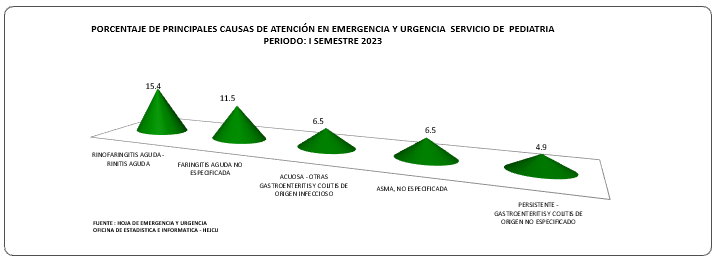 PORCENTAJE DE PRINCIPALES CAUSAS DE ATENCIÓN EN EMERGENCIA Y URGENCIA SERVICIO DE PEDIATRIA
PERIODO: I SEMESTRE 2023
15.4
11.5
6.5
6.5
4.9
RINOFARINGITIS AGUDA-
RINITIS AGUDA
FARINGITIS AGUDA NO
ESPECIFICADA
ACUOSA - OTRAS
GASTROENTERITIS Y COLITIS DE
ORIGEN INFECCIOSO
ASMA, NO ESPECIFICADA
PERSISTENTE -
GASTROENTERITIS Y COLITIS DE
ORIGEN NO ESPECIFICADO
FUENTE : HOJA DE EMERGENCIA Y URGENCIA
OFICINA DE ESTADISTICA E INFORMATICA - HEJCU